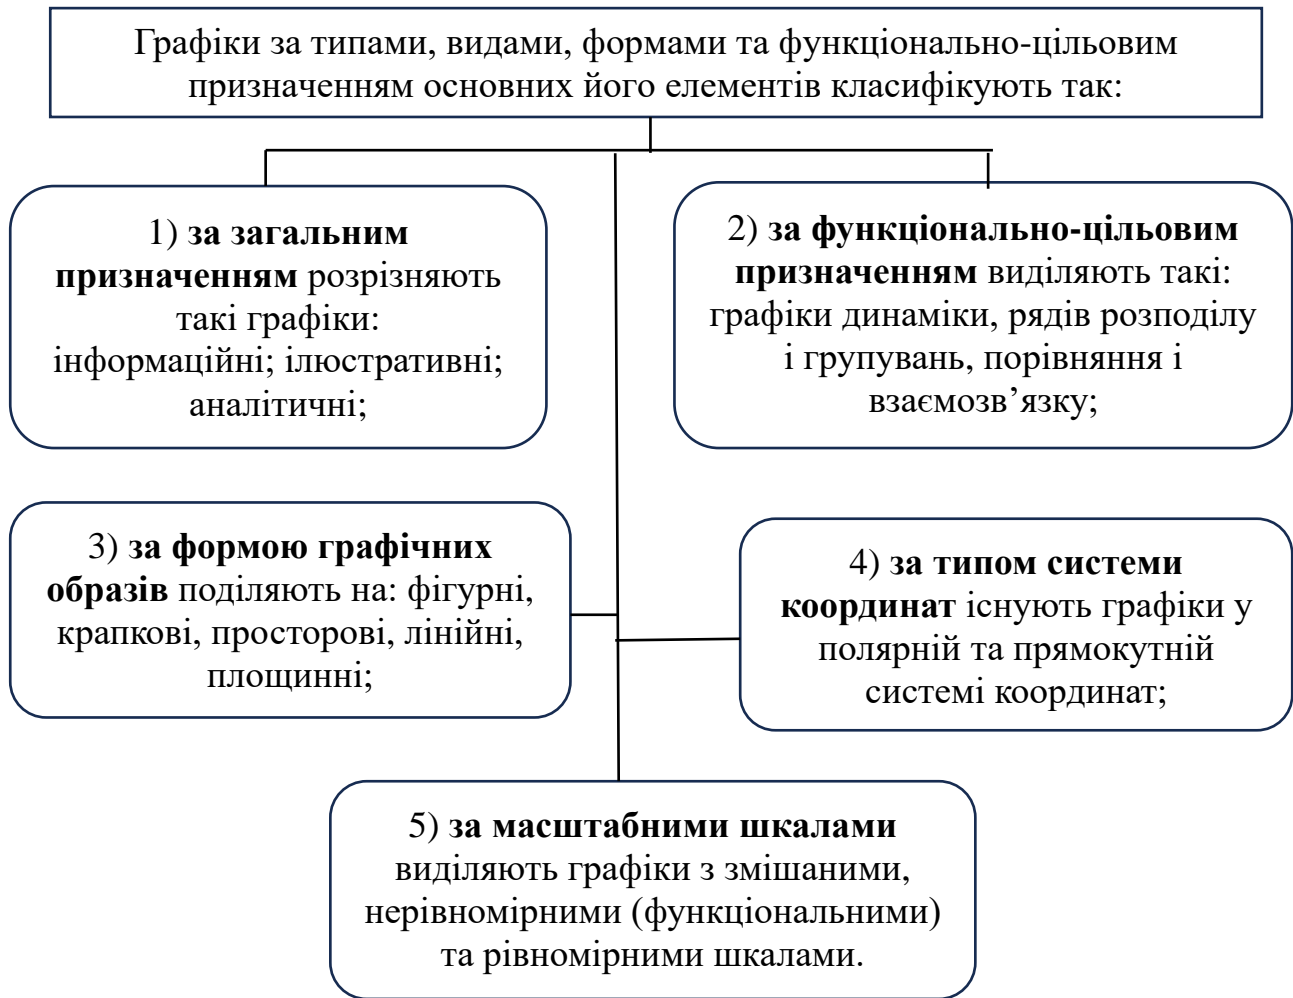 Графіки за типами, видами, формами та функціонально-цільовим
призначенням основних його елементів класифікують так:
1) за загальним
призначенням розрізняють
такі графіки:
інформаційні; ілюстративні;
аналітичні;
2) за функціонально-цільовим
призначенням виділяють такі:
графіки динаміки, рядів розподілу
і групувань, порівняння і
взаємозв’язку;
3) за формою графічних
образів поділяють на: фігурні,
крапкові, просторові, лінійні,
площинні;
4) за типом системи
координат існують графіки у
полярній та прямокутній
системі координат;
5) за масштабними шкалами
виділяють графіки з змішаними,
нерівномірними (функціональними)
та рівномірними шкалами.